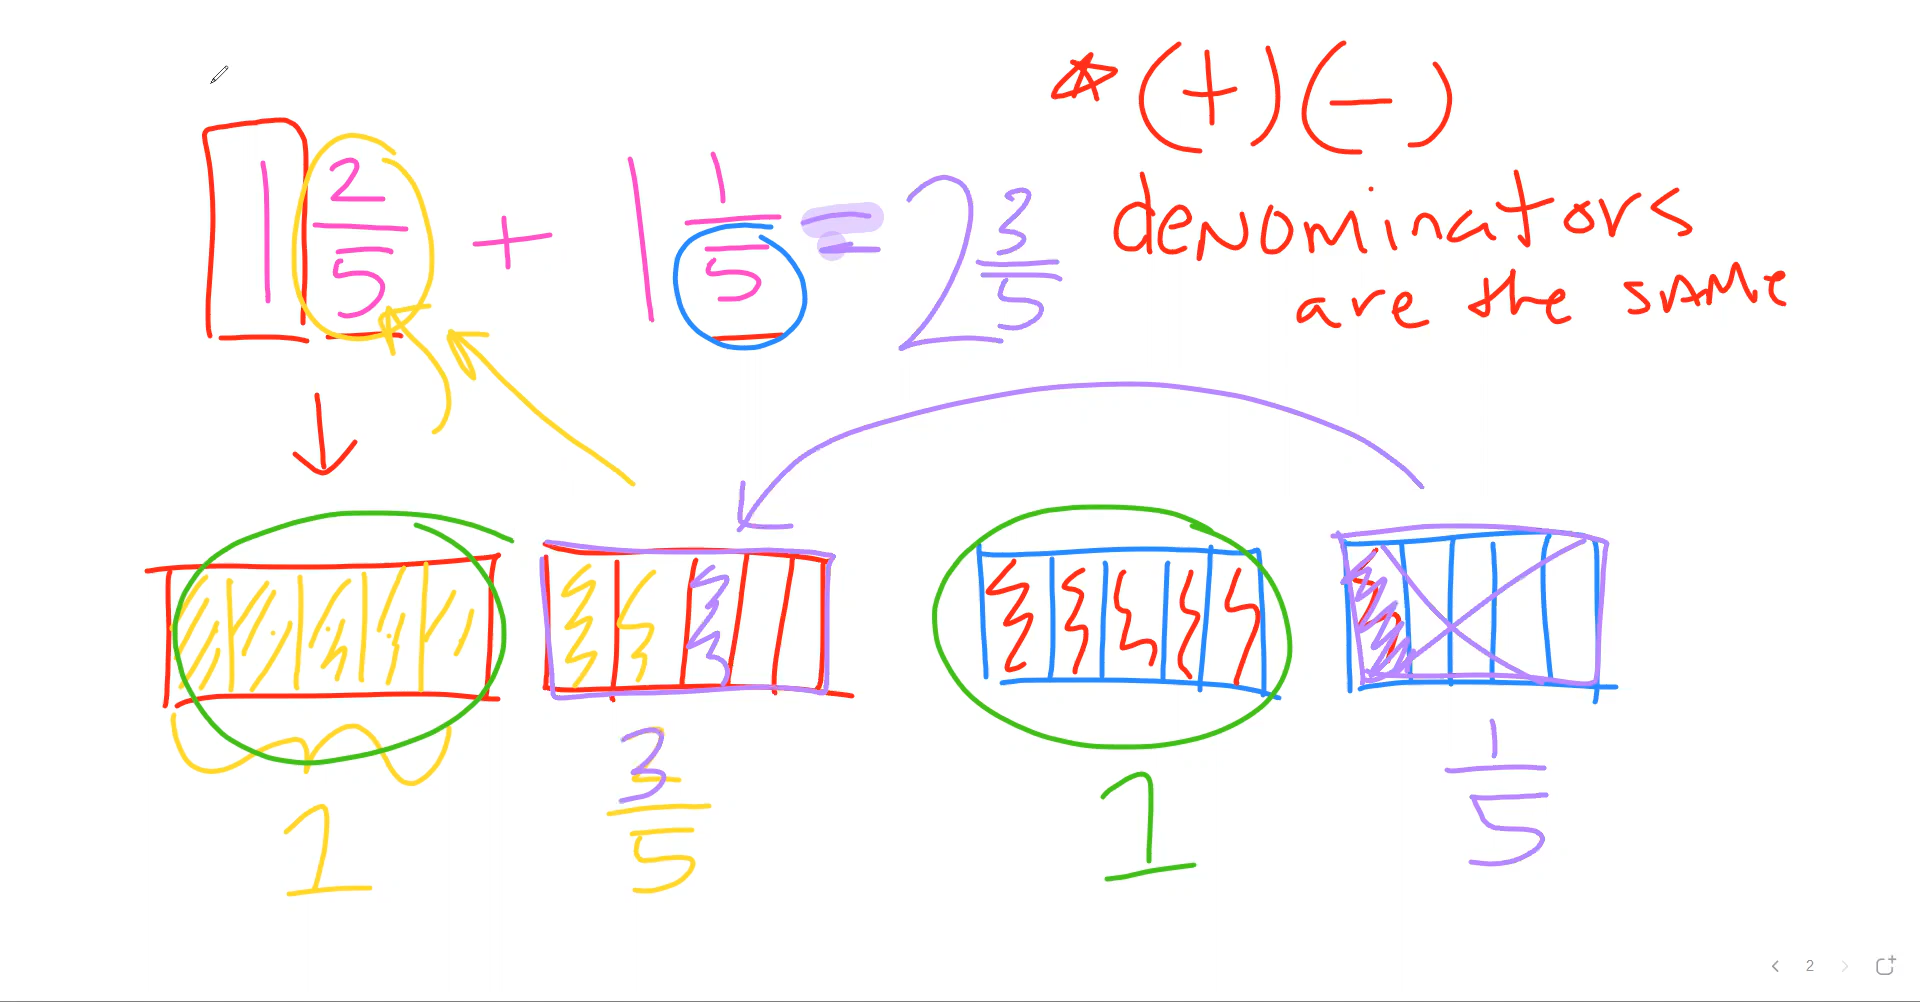 * (+) (-)
denominators
are the same
1 2/5 + 1 1/5 = 2 3/5
1 3/5 1 1/5
2